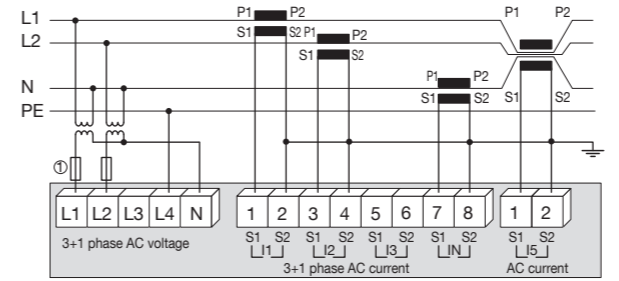 L1 P1 P2 P1 P2
L2 S1 S2 P1 P2
S1 S2
N P1 P2
S1 S2 S1 S2
PE
①
L1 L2 L3 L4 N 1 2 3 4 5 6 7 8 1 2
3+1 phase AC voltage S1 S2 S1 S2 S1 S2 S1 S2 S1 S2
I1 I2 I3 IN I5
3+1 phase AC current AC current